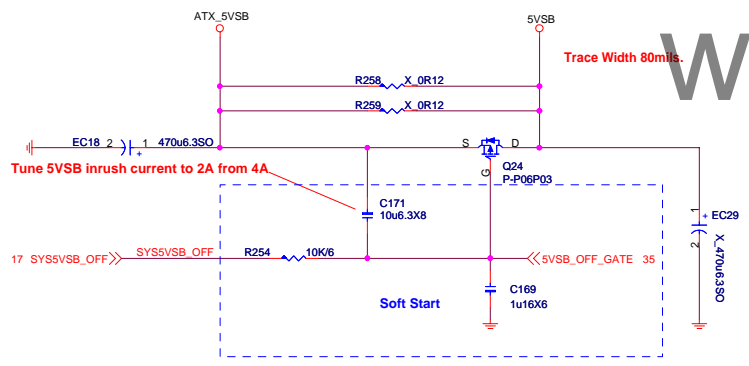 ATX_5VSB
5VSB
Trace Width 80mils.
W
R258 X_0R12
R259 X_0R12
EC18 2 1 470u6.3SO
+
S D
Q24
P-P06P03
G
Tune 5VSB inrush current to 2A from 4A
C171
10u6.3X8
1
+ EC29
2
X_470u6.3SO
17 SYS5VSB_OFF
SYS5VSB_OFF
R254 10K/6
5VSB_OFF_GATE 35
C169
1u16X6
Soft Start